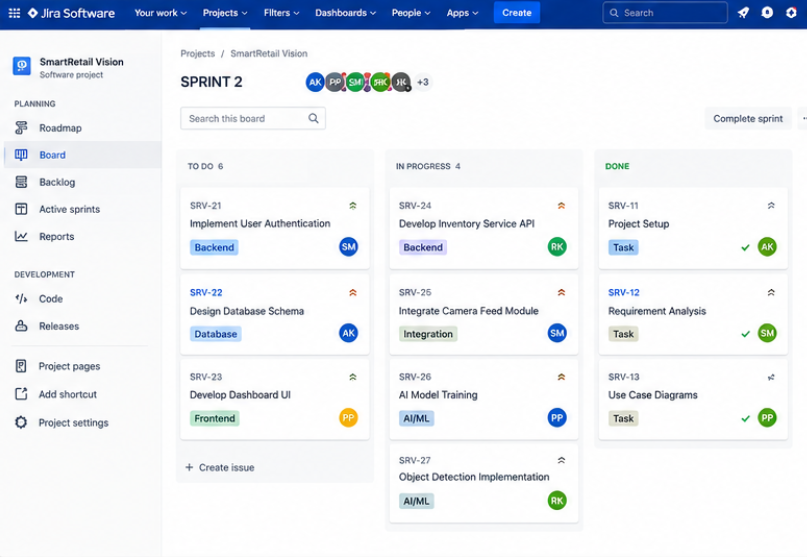 Jira Software
Your work
Projects
Filters
Dashboards
People
Apps
Create
Search
SmartRetail Vision
Software project
PLANNING
Roadmap
Board
Backlog
Active sprints
Reports
DEVELOPMENT
Code
Releases
Project pages
Add shortcut
Project settings
Projects / SmartRetail Vision
SPRINT 2
AK PP SM RK +3
Search this board
Complete sprint
TO DO 6
SRV-21
Implement User Authentication
Backend SM
SRV-22
Design Database Schema
Database AK
SRV-23
Develop Dashboard UI
Frontend PP
+ Create issue
IN PROGRESS 4
SRV-24
Develop Inventory Service API
Backend RK
SRV-25
Integrate Camera Feed Module
Integration SM
SRV-26
AI Model Training
AI/ML PP
SRV-27
Object Detection Implementation
AI/ML RK
DONE
SRV-11
Project Setup
Task AK
SRV-12
Requirement Analysis
Task SM
SRV-13
Use Case Diagrams
Task PP